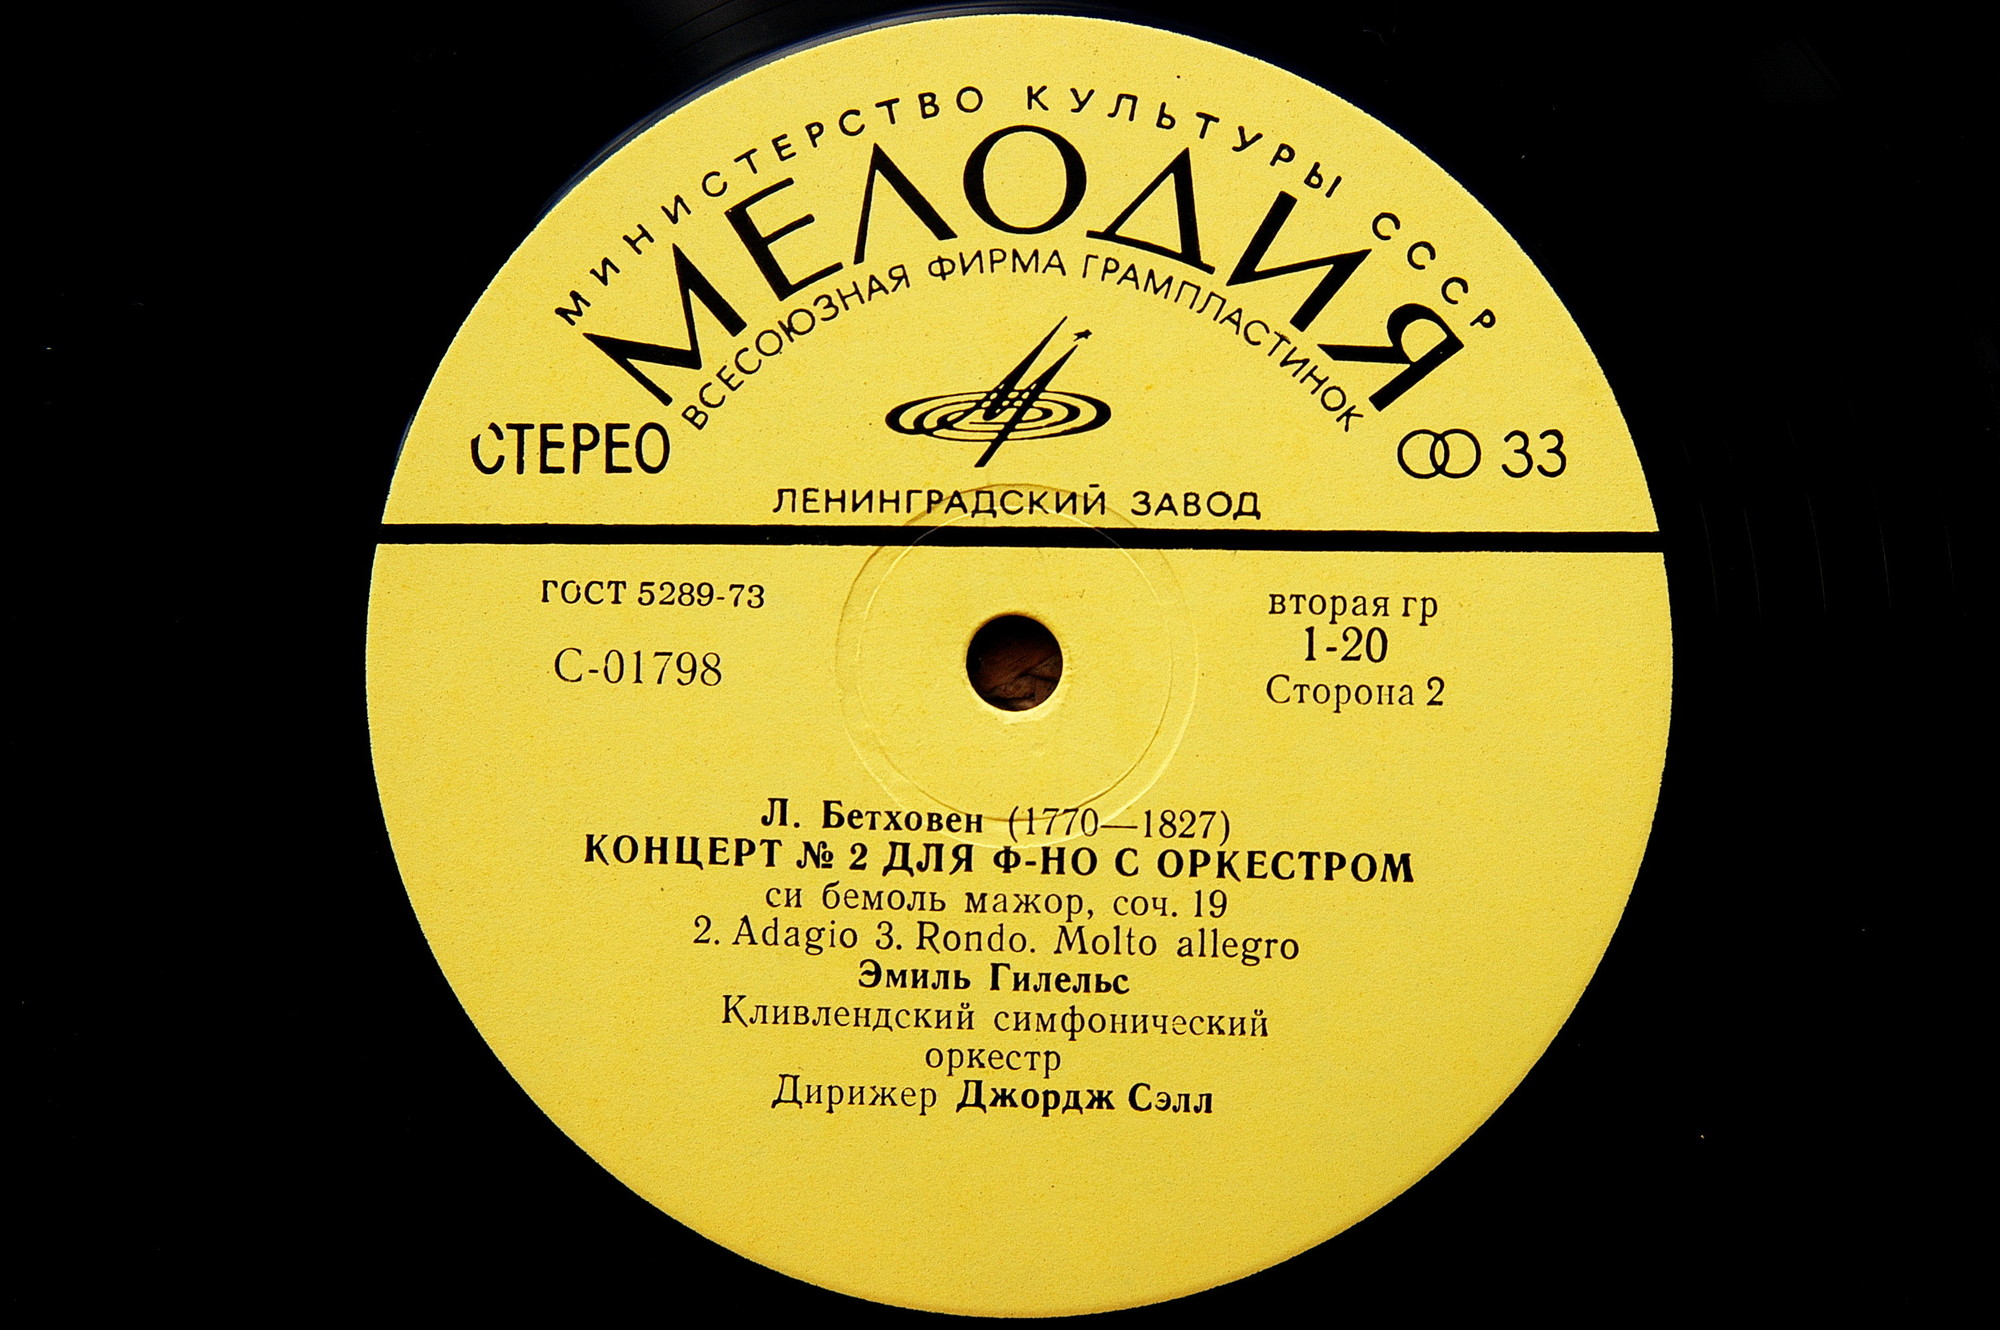 МИНИСТЕРСТВО КУЛЬТУРЫ СССР
МЕЛОДИЯ
ВСЕСОЮЗНАЯ ФИРМА ГРАМПЛАСТИНОК
СТЕРЕО
33
ЛЕНИНГРАДСКИЙ ЗАВОД
ГОСТ 5289-73
С-01798
вторая гр
1-20
Сторона 2
Л. Бетховен (1770—1827)
КОНЦЕРТ № 2 ДЛЯ Ф-НО С ОРКЕСТРОМ
си бемоль мажор, соч. 19
2. Adagio 3. Rondo. Molto allegro
Эмиль Гилельс
Кливлендский симфонический
оркестр
Дирижер Джордж Сэлл